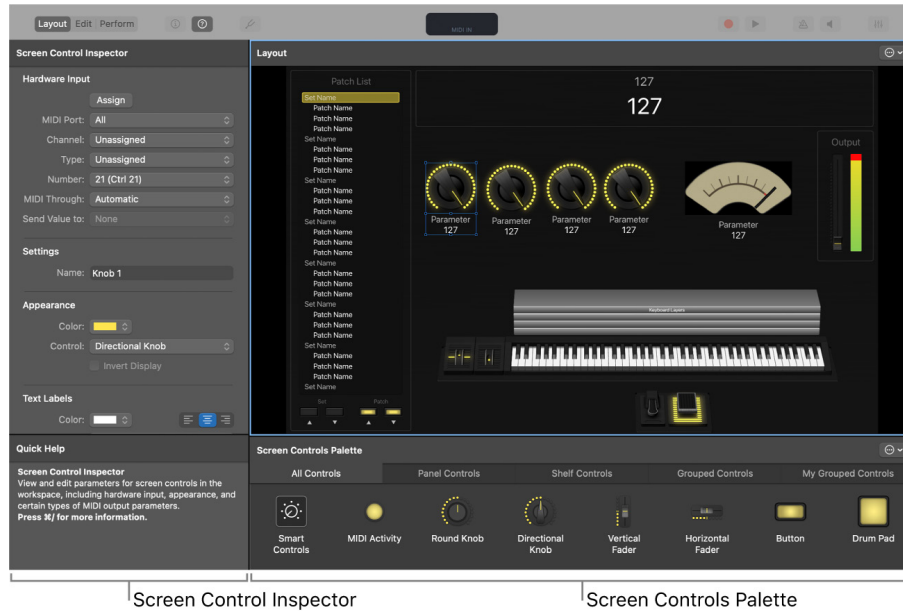 Layout Edit Perform
MIDI IN
Screen Control Inspector
Hardware Input
Assign
MIDI Port: All
Channel: Unassigned
Type: Unassigned
Number: 21 (Ctrl 21)
MIDI Through: Automatic
Send Value to: None
Settings
Name: Knob 1
Appearance
Color:
Control: Directional Knob
Invert Display
Text Labels
Color:
Quick Help
Screen Control Inspector
View and edit parameters for screen controls in the
workspace, including hardware input, appearance, and
certain types of MIDI output parameters.
Press ⌘/ for more information.
Layout
Patch List
Set Name
Patch Name
Patch Name
Patch Name
Set Name
Patch Name
Patch Name
Patch Name
Set Name
Patch Name
Patch Name
Patch Name
Set Name
Patch Name
Patch Name
Patch Name
Set Name
Patch Name
Patch Name
Patch Name
Set Name
Patch Name
Patch Name
Patch Name
Set Name
Patch Name
Patch Name
Patch Name
Set Name
Set Patch
127
127
Output
Parameter Parameter Parameter Parameter
127 127 127 127
Parameter
127
Keyboard Layers
Screen Controls Palette
All Controls Panel Controls Shelf Controls Grouped Controls My Grouped Controls
Smart Controls
MIDI Activity
Round Knob
Directional Knob
Vertical Fader
Horizontal Fader
Button
Drum Pad
Screen Control Inspector
Screen Controls Palette